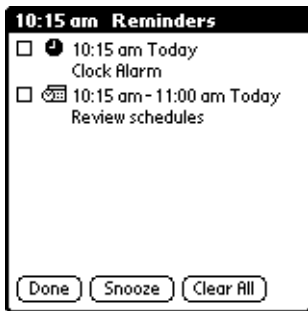 10:15 am Reminders
10:15 am Today
Clock Alarm
10:15 am - 11:00 am Today
Review schedules
Done Snooze Clear All